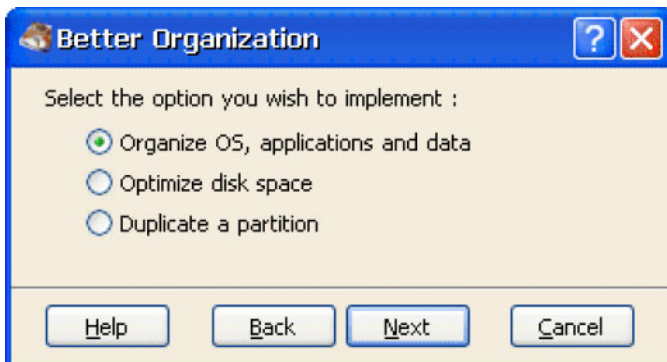 Better Organization
?
Select the option you wish to implement :
Organize OS, applications and data
Optimize disk space
Duplicate a partition
Help Back Next Cancel